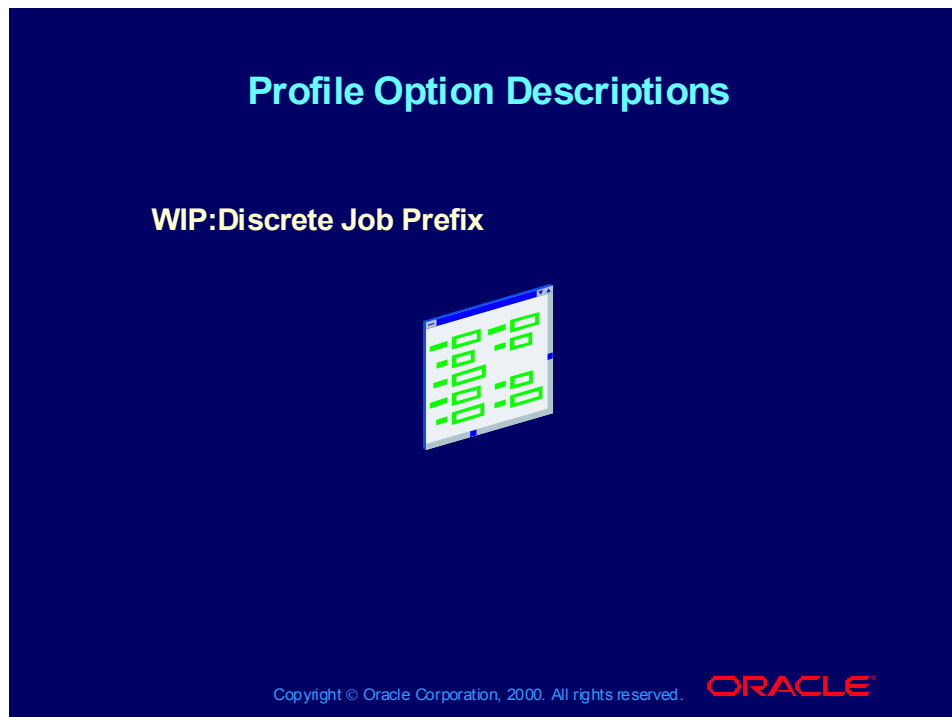 Profile Option Descriptions
WIP:Discrete Job Prefix
Copyright © Oracle Corporation, 2000. All rights reserved.
ORACLE®